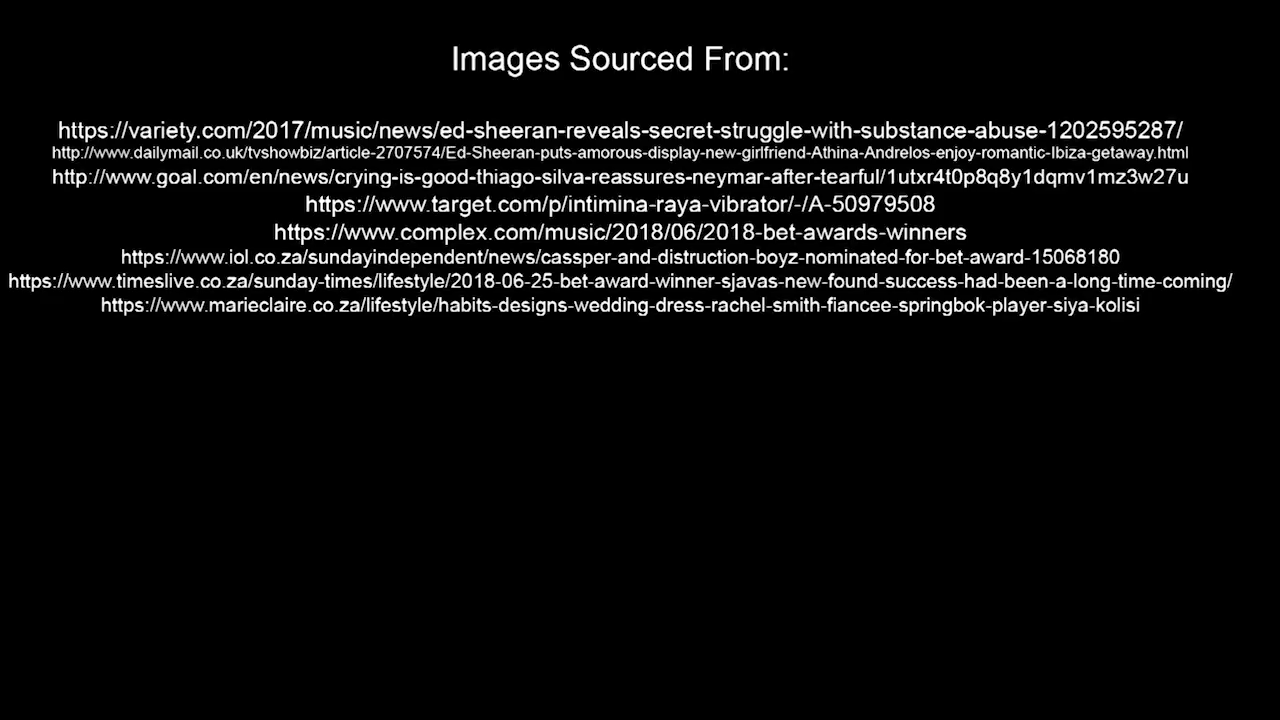 Images Sourced From:
https://variety.com/2017/music/news/ed-sheeran-reveals-secret-struggle-with-substance-abuse-1202595287/
http://www.dailymail.co.uk/tvshowbiz/article-2707574/Ed-Sheeran-puts-amorous-display-new-girlfriend-Athina-Andrelos-enjoy-romantic-Ibiza-getaway.html
http://www.goal.com/en/news/crying-is-good-thiago-silva-reassures-neymar-after-tearful/1utxr4t0p8q8y1dqmv1mz3w27u
https://www.target.com/p/intimina-raya-vibrator/-/A-50979508
https://www.complex.com/music/2018/06/2018-bet-awards-winners
https://www.iol.co.za/sundayindependent/news/cassper-and-distruction-boyz-nominated-for-bet-award-15068180
https://www.timeslive.co.za/sunday-times/lifestyle/2018-06-25-bet-award-winner-sjavas-new-found-success-had-been-a-long-time-coming/
https://www.marieclaire.co.za/lifestyle/habits-designs-wedding-dress-rachel-smith-fiancee-springbok-player-siya-kolisi